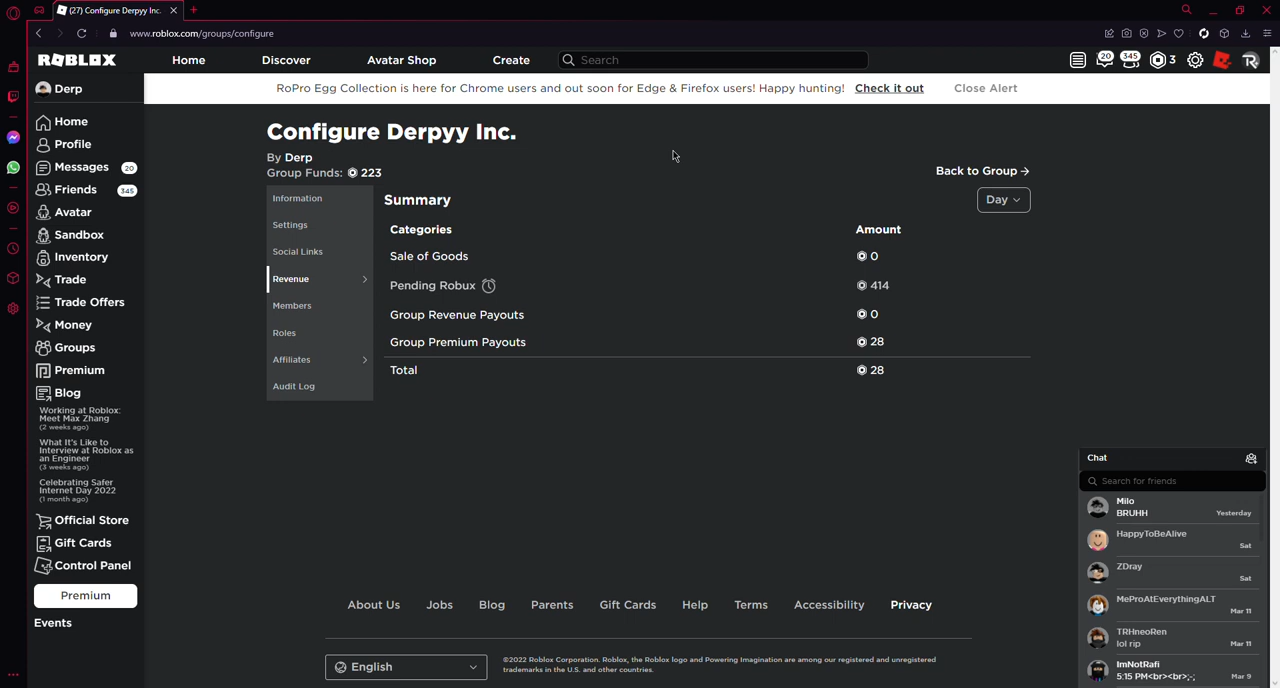 (27) Configure Derpyy Inc.
www.roblox.com/groups/configure
ROBLOX
Home
Discover
Avatar Shop
Create
Search
20
345
3
Derp
RoPro Egg Collection is here for Chrome users and out soon for Edge & Firefox users! Happy hunting! Check it out Close Alert
Home
Profile
Messages 20
Friends 345
Avatar
Sandbox
Inventory
Trade
Trade Offers
Money
Groups
Premium
Blog
Working at Roblox:
Meet Max Zhang
(2 weeks ago)
What It's Like to
Interview at Roblox as
an Engineer
(3 weeks ago)
Celebrating Safer
Internet Day 2022
(1 month ago)
Official Store
Gift Cards
Control Panel
Premium
Events
Configure Derpyy Inc.
By Derp
Group Funds: 223
Back to Group
Information
Settings
Social Links
Revenue
Members
Roles
Affiliates
Audit Log
Summary
Day
Categories Amount
Sale of Goods 0
Pending Robux 414
Group Revenue Payouts 0
Group Premium Payouts 28
Total 28
Chat
Search for friends
Milo
BRUHH Yesterday
HappyToBeAlive
Sat
ZDray
Sat
MeProAtEverythingALT
Mar 11
TRHneoRen
lol rip Mar 11
ImNotRafi
5:15 PM<br><br>;-; Mar 9
About Us Jobs Blog Parents Gift Cards Help Terms Accessibility Privacy
English
©2022 Roblox Corporation. Roblox, the Roblox logo and Powering Imagination are among our registered and unregistered
trademarks in the U.S. and other countries.